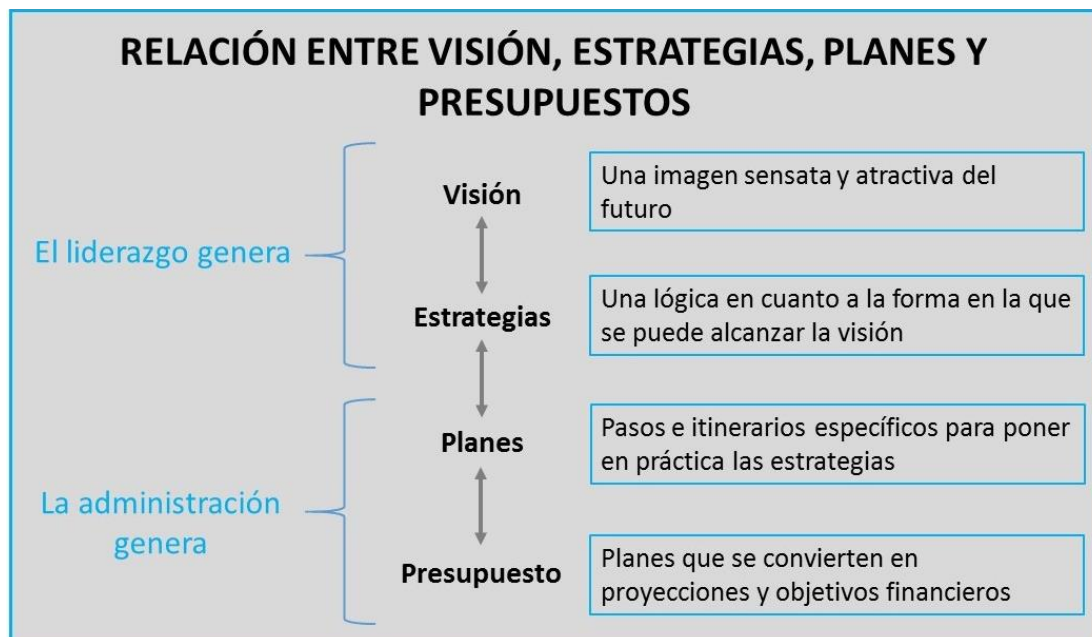 RELACIÓN ENTRE VISIÓN, ESTRATEGIAS, PLANES Y
PRESUPUESTOS
El liderazgo genera
Visión
Una imagen sensata y atractiva del
futuro
Estrategias
Una lógica en cuanto a la forma en la que
se puede alcanzar la visión
La administración
genera
Planes
Pasos e itinerarios específicos para poner
en práctica las estrategias
Presupuesto
Planes que se convierten en
proyecciones y objetivos financieros